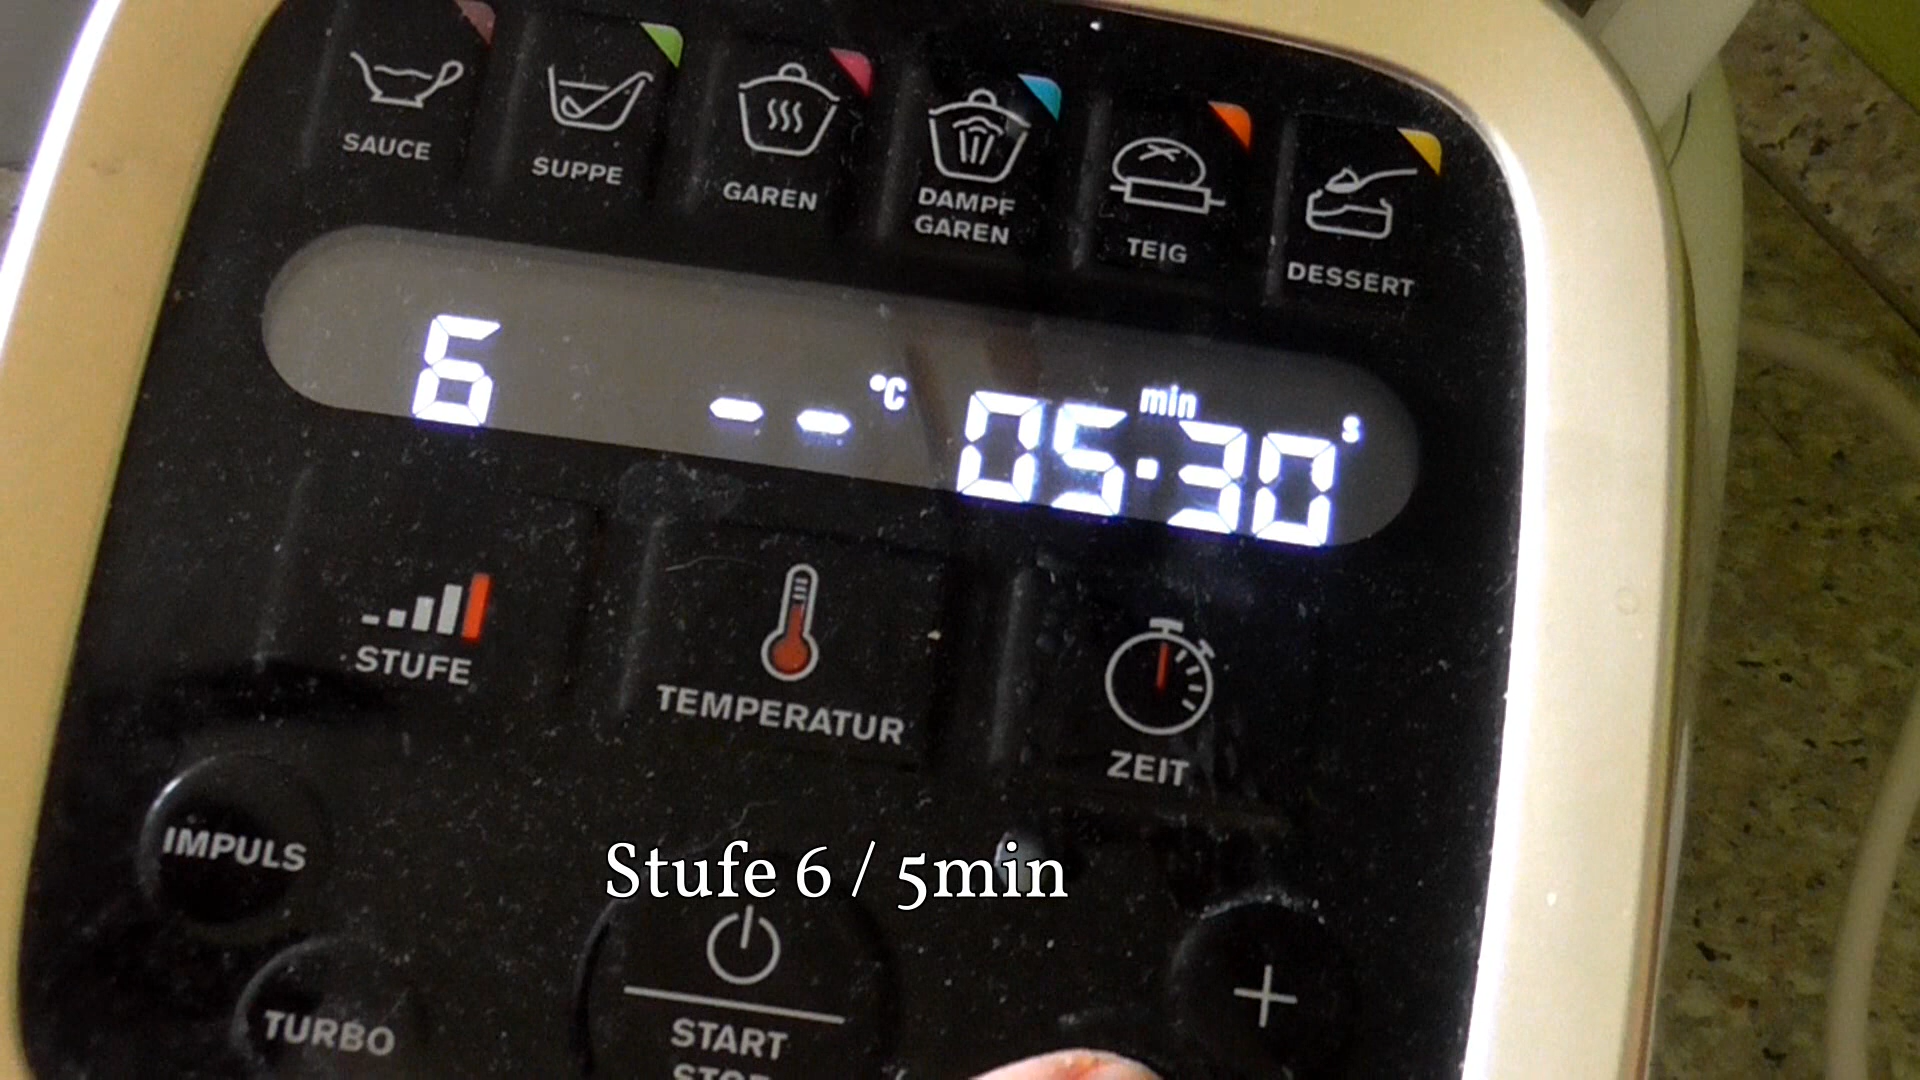 SAUCE
SUPPE
GAREN
DAMPF
GAREN
TEIG
DESSERT
6 -- °C 05:30 min s
STUFE
TEMPERATUR
ZEIT
IMPULS
Stufe 6 / 5min
+
TURBO
START
STOP